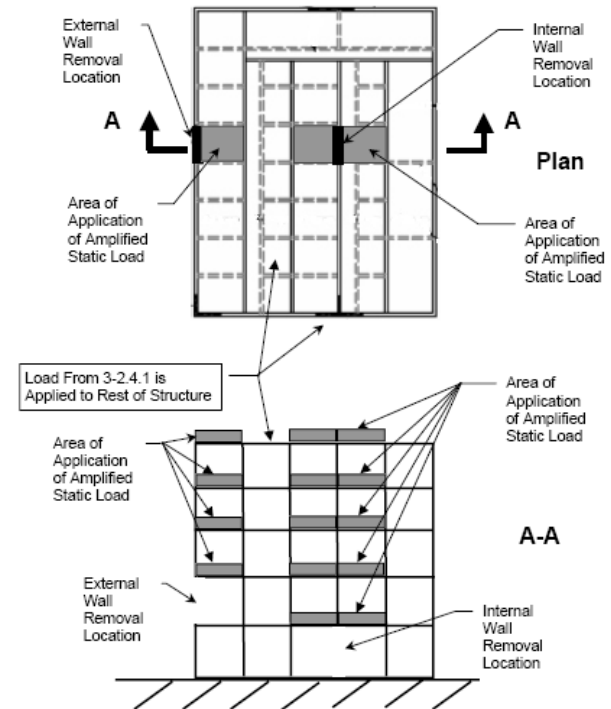 External
Wall
Removal
Location
Internal
Wall
Removal
Location
A
A
Plan
Area of
Application
of Amplified
Static Load
Area of
Application
of Amplified
Static Load
Load From 3-2.4.1 is
Applied to Rest of Structure
Area of
Application
of Amplified
Static Load
Area of
Application
of Amplified
Static Load
A-A
External
Wall
Removal
Location
Internal
Wall
Removal
Location